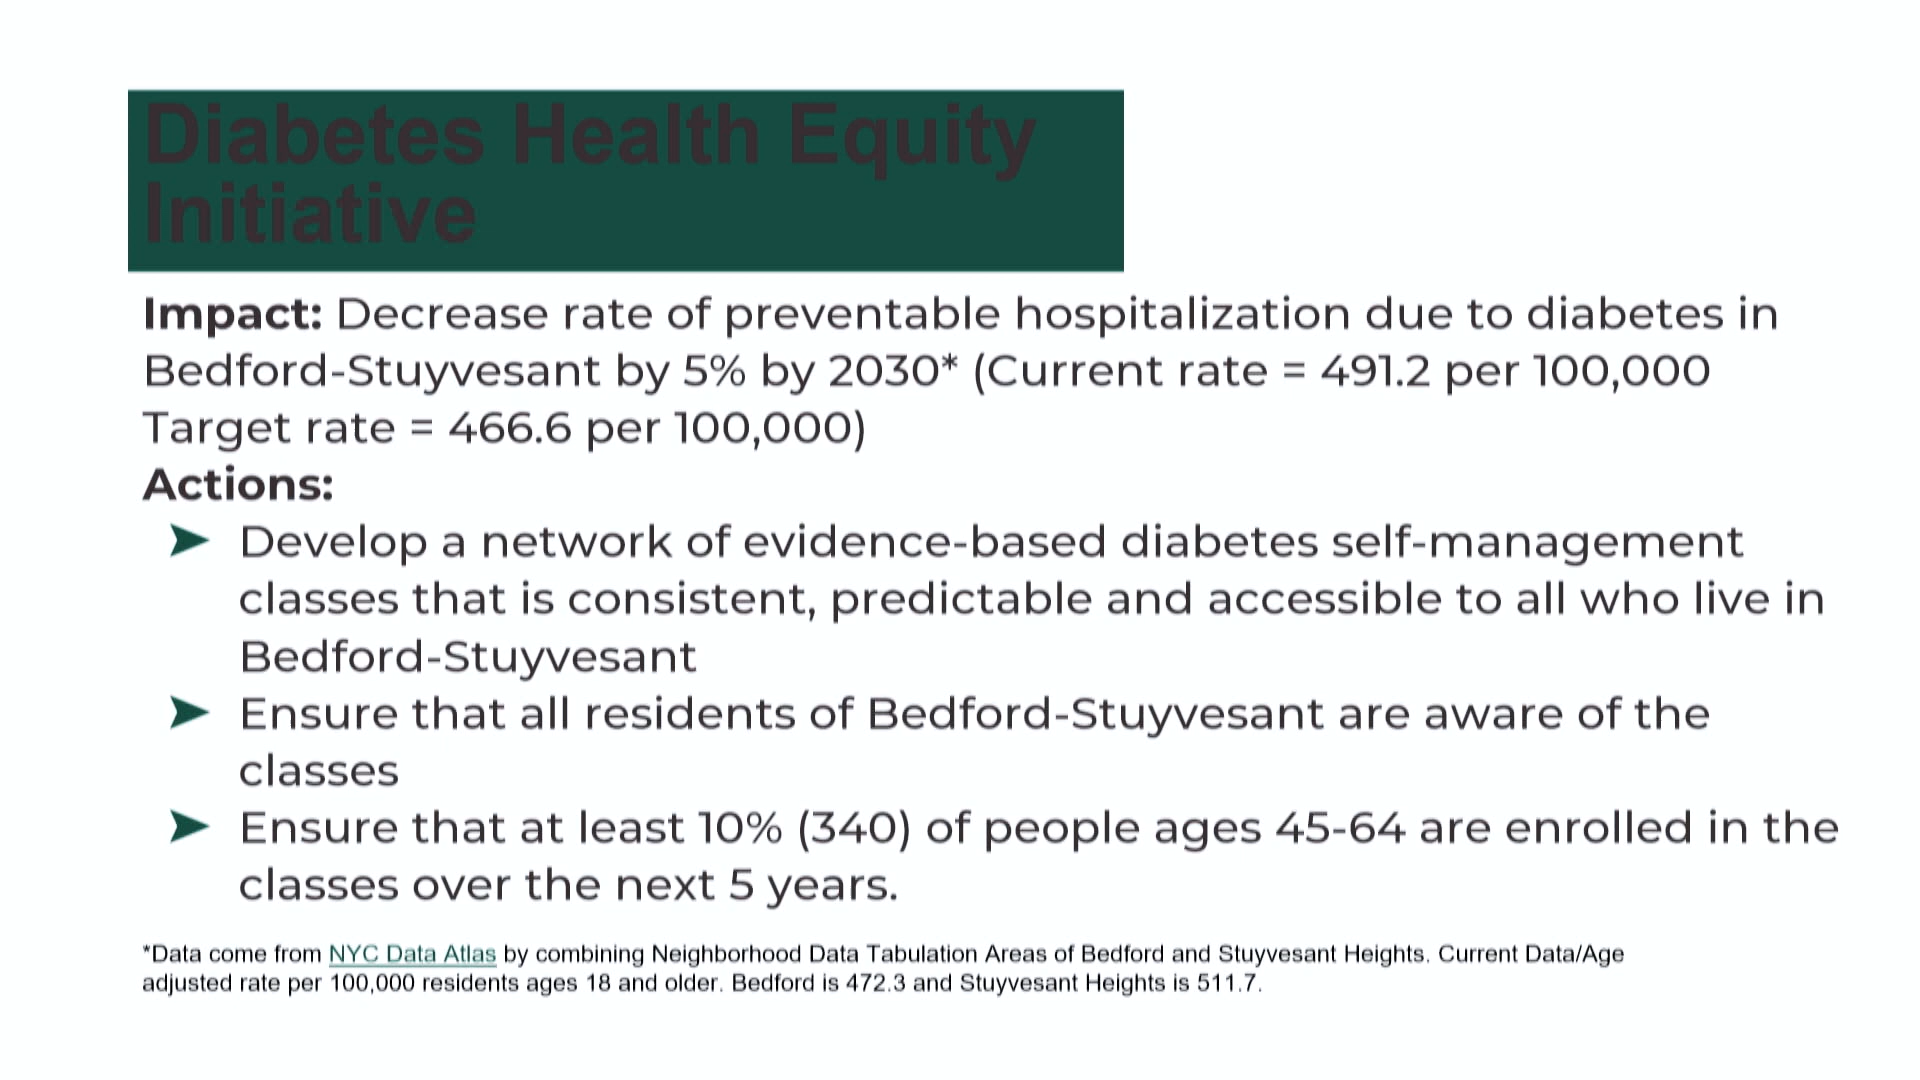 Diabetes Health Equity
Initiative
Impact: Decrease rate of preventable hospitalization due to diabetes in
Bedford-Stuyvesant by 5% by 2030* (Current rate = 491.2 per 100,000
Target rate = 466.6 per 100,000)
Actions:
➤ Develop a network of evidence-based diabetes self-management
classes that is consistent, predictable and accessible to all who live in
Bedford-Stuyvesant
➤ Ensure that all residents of Bedford-Stuyvesant are aware of the
classes
➤ Ensure that at least 10% (340) of people ages 45-64 are enrolled in the
classes over the next 5 years.
*Data come from NYC Data Atlas by combining Neighborhood Data Tabulation Areas of Bedford and Stuyvesant Heights. Current Data/Age
adjusted rate per 100,000 residents ages 18 and older. Bedford is 472.3 and Stuyvesant Heights is 511.7.